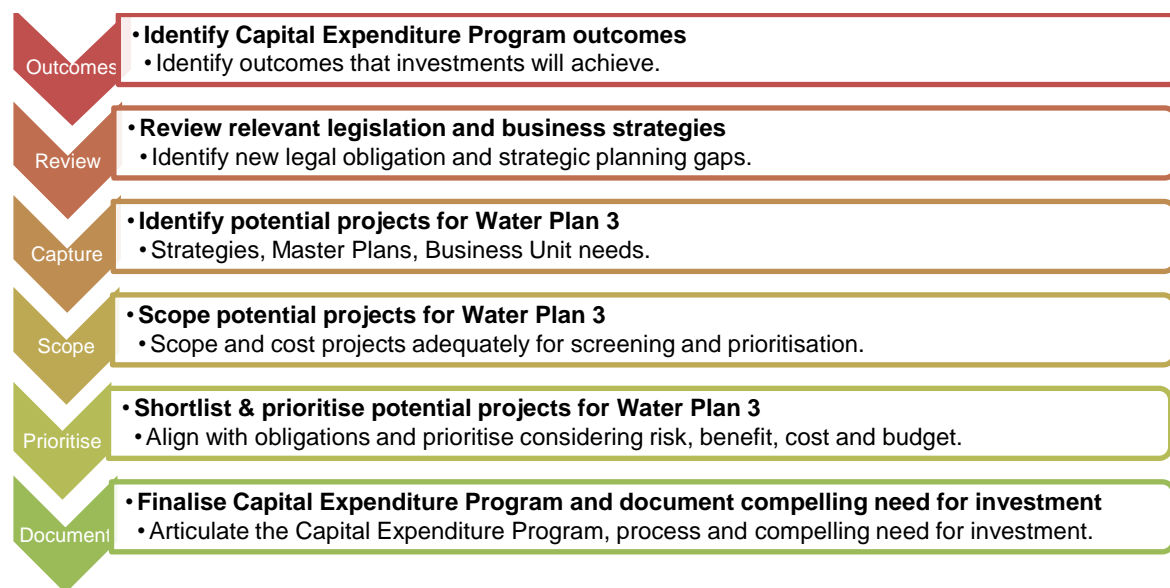 Outcomes
• Identify Capital Expenditure Program outcomes
• Identify outcomes that investments will achieve.
Review
• Review relevant legislation and business strategies
• Identify new legal obligation and strategic planning gaps.
Capture
• Identify potential projects for Water Plan 3
• Strategies, Master Plans, Business Unit needs.
Scope
• Scope potential projects for Water Plan 3
• Scope and cost projects adequately for screening and prioritisation.
Prioritise
• Shortlist & prioritise potential projects for Water Plan 3
• Align with obligations and prioritise considering risk, benefit, cost and budget.
Document
• Finalise Capital Expenditure Program and document compelling need for investment
• Articulate the Capital Expenditure Program, process and compelling need for investment.